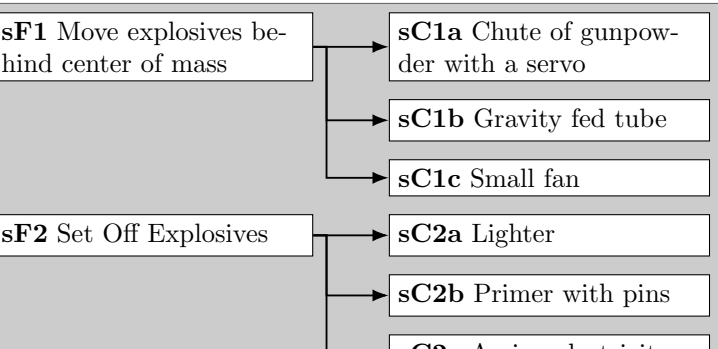 sF1 Move explosives be-
hind center of mass
sC1a Chute of gunpow-
der with a servo
sC1b Gravity fed tube
sC1c Small fan
sF2 Set Off Explosives
sC2a Lighter
sC2b Primer with pins